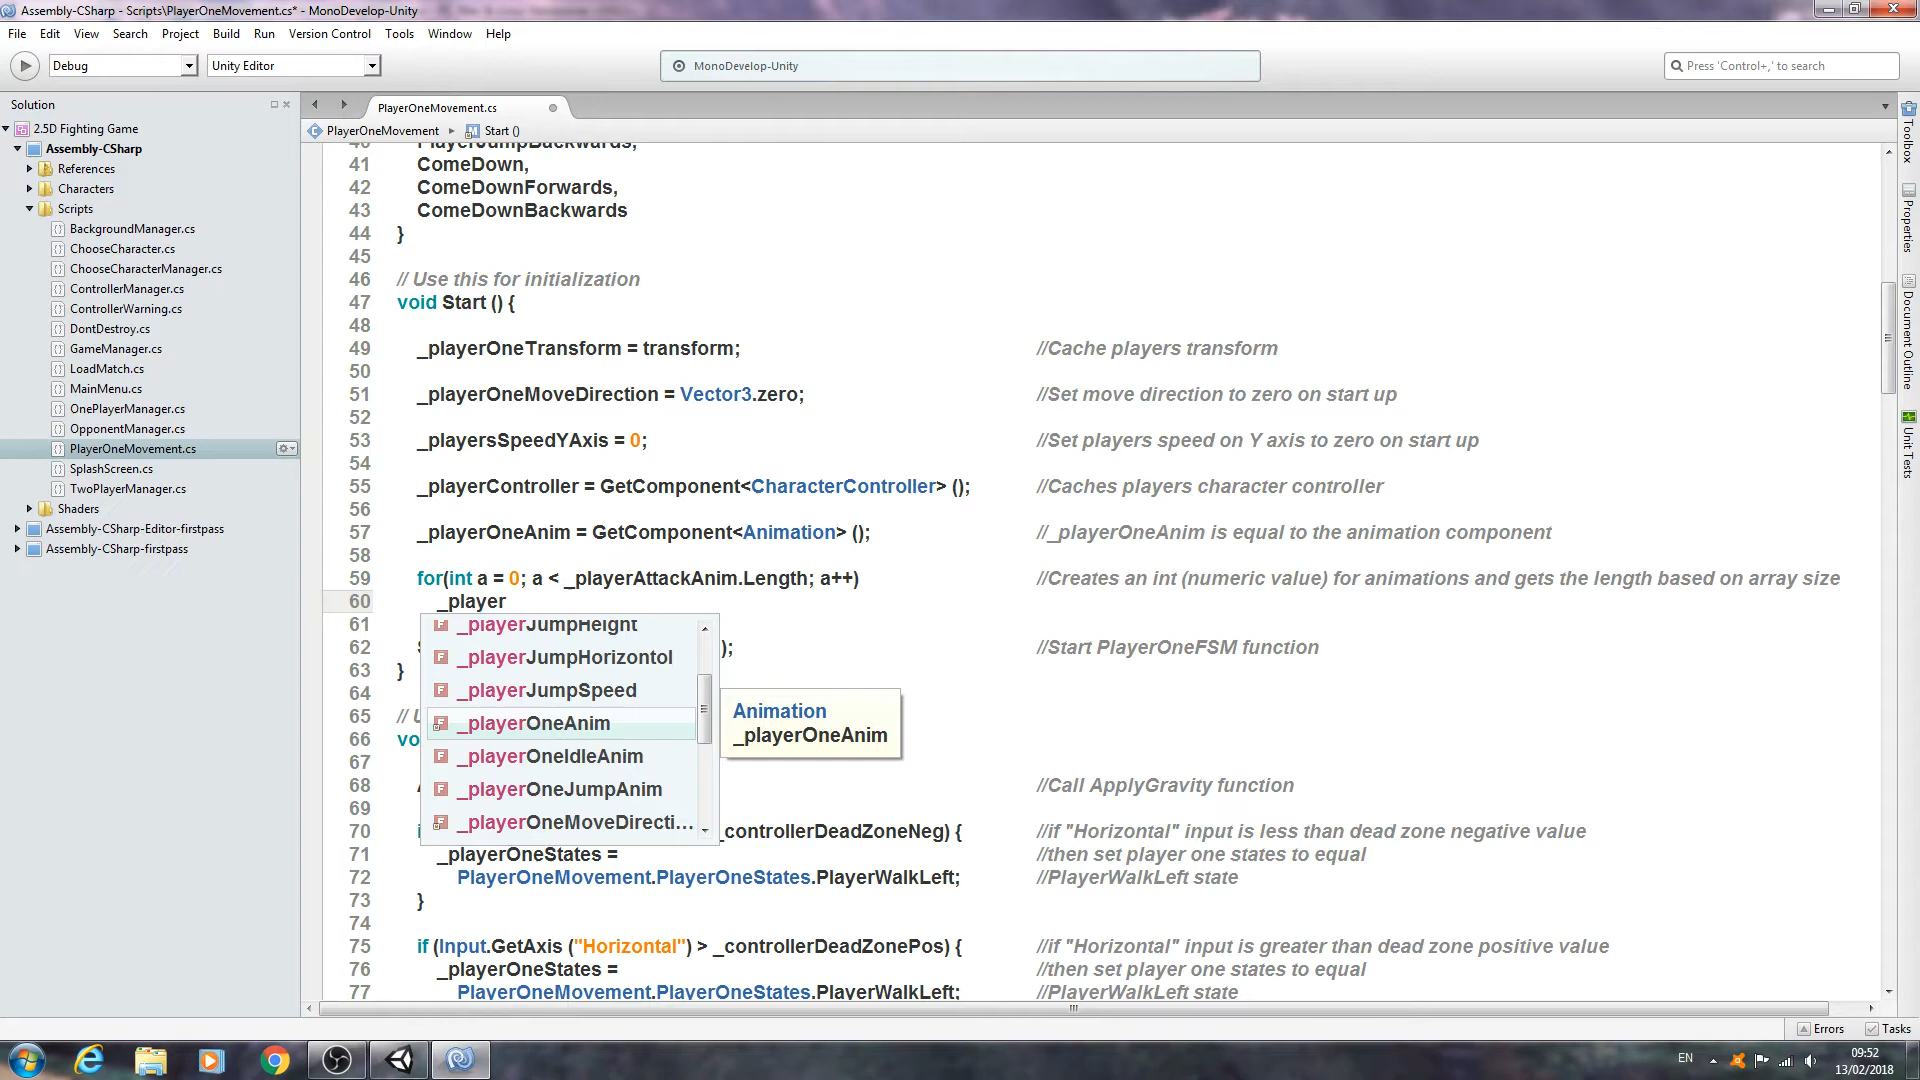 Assembly-CSharp - Scripts\PlayerOneMovement.cs* - MonoDevelop-Unity
File Edit View Search Project Build Run Version Control Tools Window Help
Debug Unity Editor MonoDevelop-Unity Press 'Control+,' to search
Solution
2.5D Fighting Game
Assembly-CSharp
References
Characters
Scripts
BackgroundManager.cs
ChooseCharacter.cs
ChooseCharacterManager.cs
ControllerManager.cs
ControllerWarning.cs
DontDestroy.cs
GameManager.cs
LoadMatch.cs
MainMenu.cs
OnePlayerManager.cs
OpponentManager.cs
PlayerOneMovement.cs
SplashScreen.cs
TwoPlayerManager.cs
Shaders
Assembly-CSharp-Editor-firstpass
Assembly-CSharp-firstpass
PlayerOneMovement.cs
PlayerOneMovement Start ()
40 PlayerJumpBackwards,
41 ComeDown,
42 ComeDownForwards,
43 ComeDownBackwards
44 }
45
46 // Use this for initialization
47 void Start () {
48
49 _playerOneTransform = transform; //Cache players transform
50
51 _playerOneMoveDirection = Vector3.zero; //Set move direction to zero on start up
52
53 _playersSpeedYAxis = 0; //Set players speed on Y axis to zero on start up
54
55 _playerController = GetComponent<CharacterController> (); //Caches players character controller
56
57 _playerOneAnim = GetComponent<Animation> (); //_playerOneAnim is equal to the animation component
58
59 for(int a = 0; a < _playerAttackAnim.Length; a++) //Creates an int (numeric value) for animations and gets the length based on array size
60 _player
61
62 ); //Start PlayerOneFSM function
63 }
64
65 //
66 vo
67
68 //Call ApplyGravity function
69
70 _controllerDeadZoneNeg) { //if "Horizontal" input is less than dead zone negative value
71 _playerOneStates = //then set player one states to equal
72 PlayerOneMovement.PlayerOneStates.PlayerWalkLeft; //PlayerWalkLeft state
73 }
74
75 if (Input.GetAxis ("Horizontal") > _controllerDeadZonePos) { //if "Horizontal" input is greater than dead zone positive value
76 _playerOneStates = //then set player one states to equal
77 PlayerOneMovement.PlayerOneStates.PlayerWalkLeft; //PlayerWalkLeft state
_playerJumpHeight
_playerJumpHorizontol
_playerJumpSpeed
_playerOneAnim
_playerOneIdleAnim
_playerOneJumpAnim
_playerOneMoveDirecti...
Animation
_playerOneAnim
Toolbox
Properties
Document Outline
Unit Tests
Errors Tasks
EN
09:52
13/02/2018